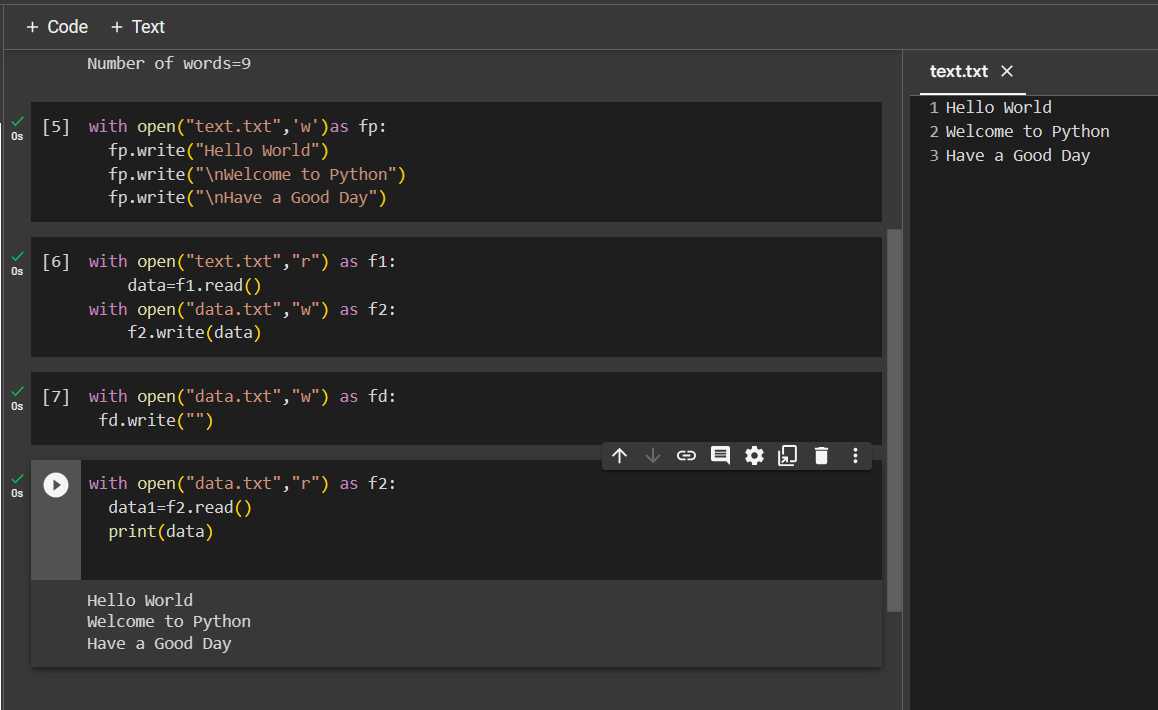 + Code + Text
Number of words=9
0s
[5] with open("text.txt",'w')as fp:
  fp.write("Hello World")
  fp.write("\nWelcome to Python")
  fp.write("\nHave a Good Day")
0s
[6] with open("text.txt","r") as f1:
    data=f1.read()
with open("data.txt","w") as f2:
    f2.write(data)
0s
[7] with open("data.txt","w") as fd:
 fd.write("")
0s
with open("data.txt","r") as f2:
  data1=f2.read()
  print(data)
Hello World
Welcome to Python
Have a Good Day
text.txt
1 Hello World
2 Welcome to Python
3 Have a Good Day